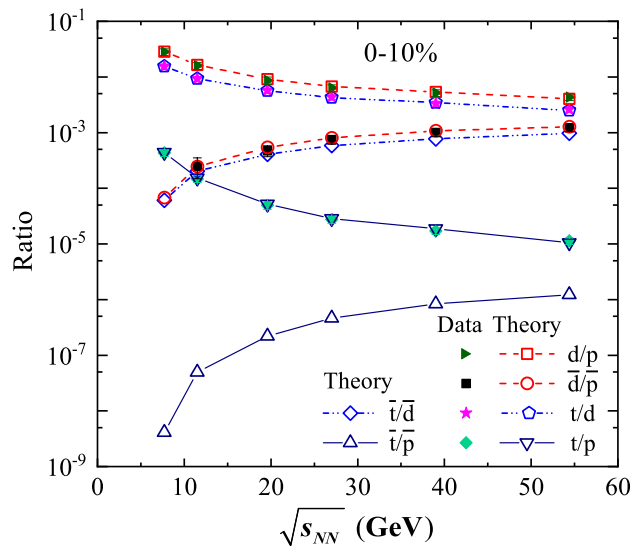 10⁻¹
0-10%
10⁻³
10⁻⁵
10⁻⁷
10⁻⁹
Ratio
Data Theory
d/p
d̅/p̅
t/d
t/p
Theory
t̅/d̅
t̅/p̅
0 10 20 30 40 50 60
√s_NN (GeV)